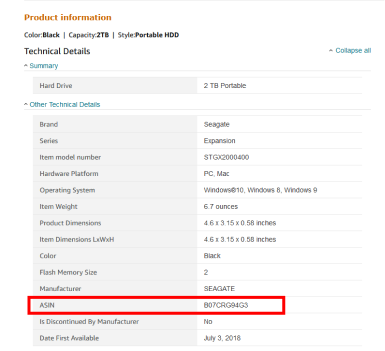 Product information
Color:Black | Capacity:2TB | Style:Portable HDD
Technical Details
Collapse all
Summary
Hard Drive 2 TB Portable
Other Technical Details
Brand Seagate
Series Expansion
Item model number STGX2000400
Hardware Platform PC, Mac
Operating System Windows®10, Windows 8, Windows 9
Item Weight 6.7 ounces
Product Dimensions 4.6 x 3.15 x 0.58 inches
Item Dimensions LxWxH 4.6 x 3.15 x 0.58 inches
Color Black
Flash Memory Size 2
Manufacturer SEAGATE
ASIN B07CRG94G3
Is Discontinued By Manufacturer No
Date First Available July 3, 2018